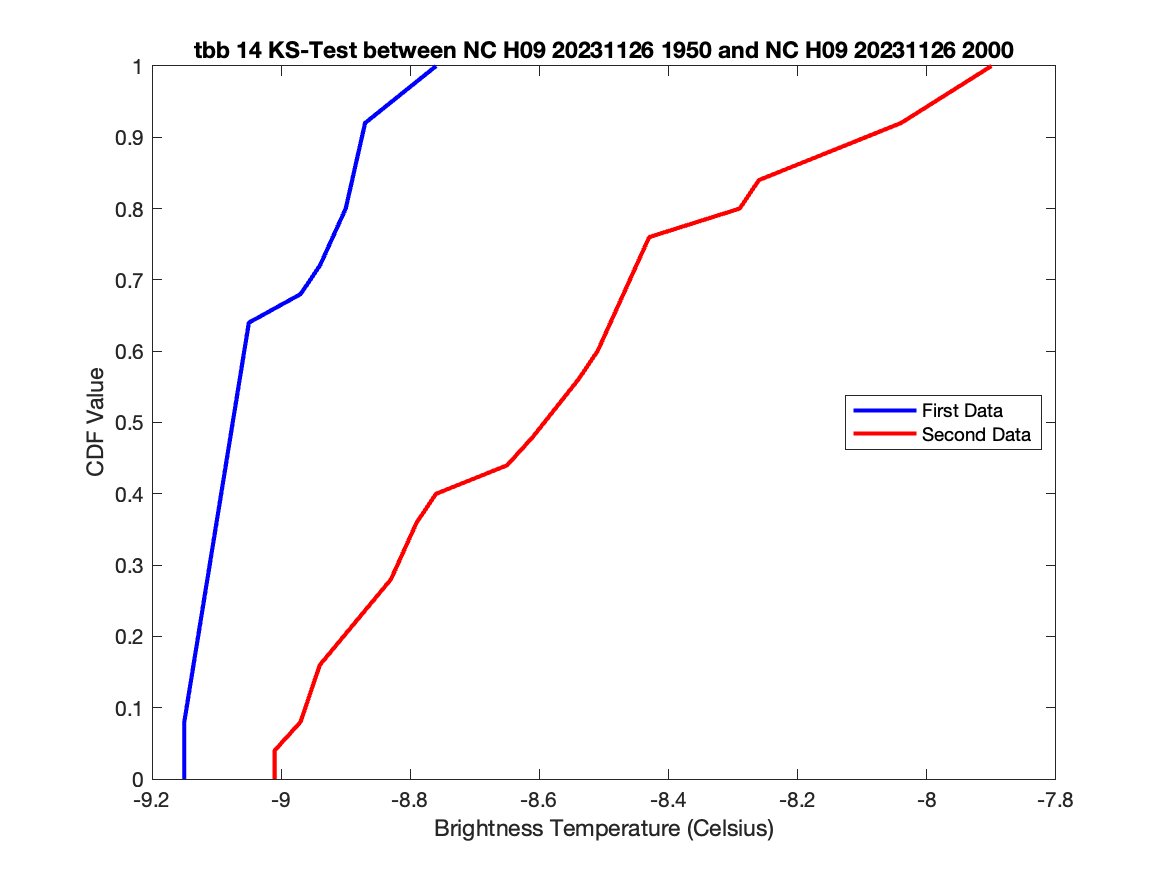 tbb 14 KS-Test between NC H09 20231126 1950 and NC H09 20231126 2000
1
0.9
0.8
0.7
0.6
0.5
0.4
0.3
0.2
0.1
0
CDF Value
First Data
Second Data
-9.2 -9 -8.8 -8.6 -8.4 -8.2 -8 -7.8
Brightness Temperature (Celsius)